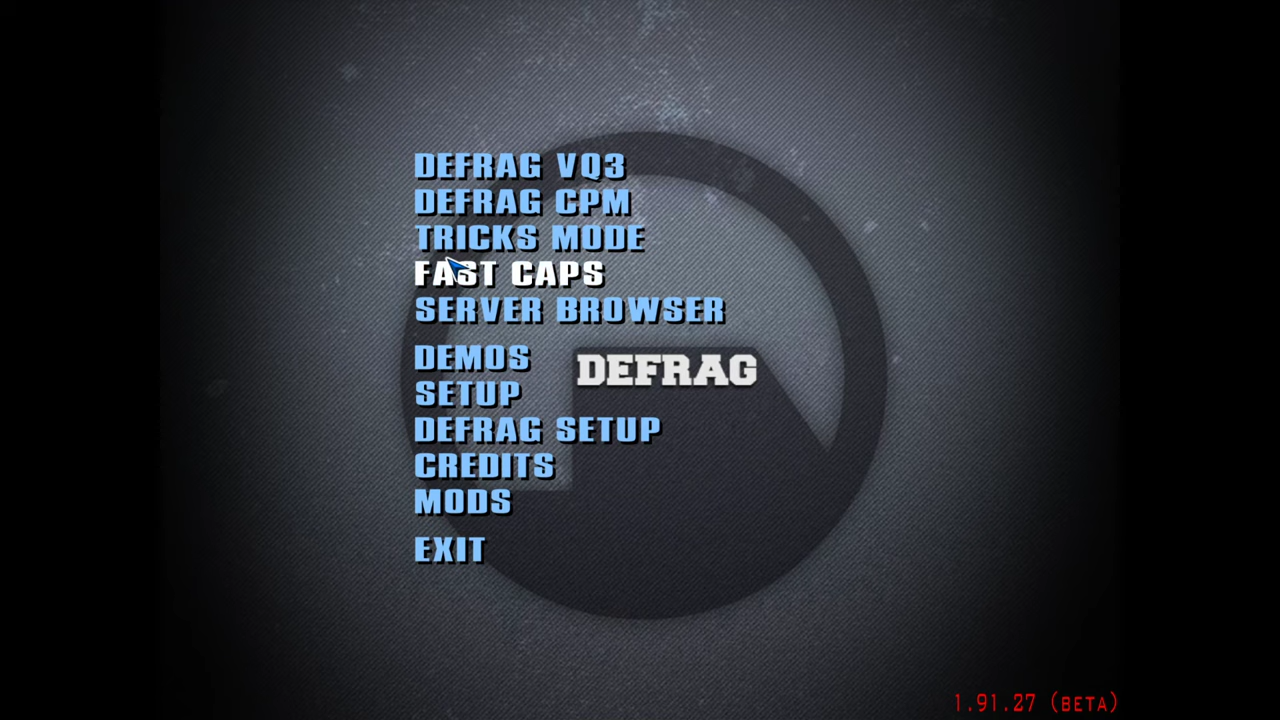 DEFRAG VQ3
DEFRAG CPM
TRICKS MODE
FAST CAPS
SERVER BROWSER
DEMOS
DEFRAG
SETUP
DEFRAG SETUP
CREDITS
MODS
EXIT
1.91.27 (BETA)